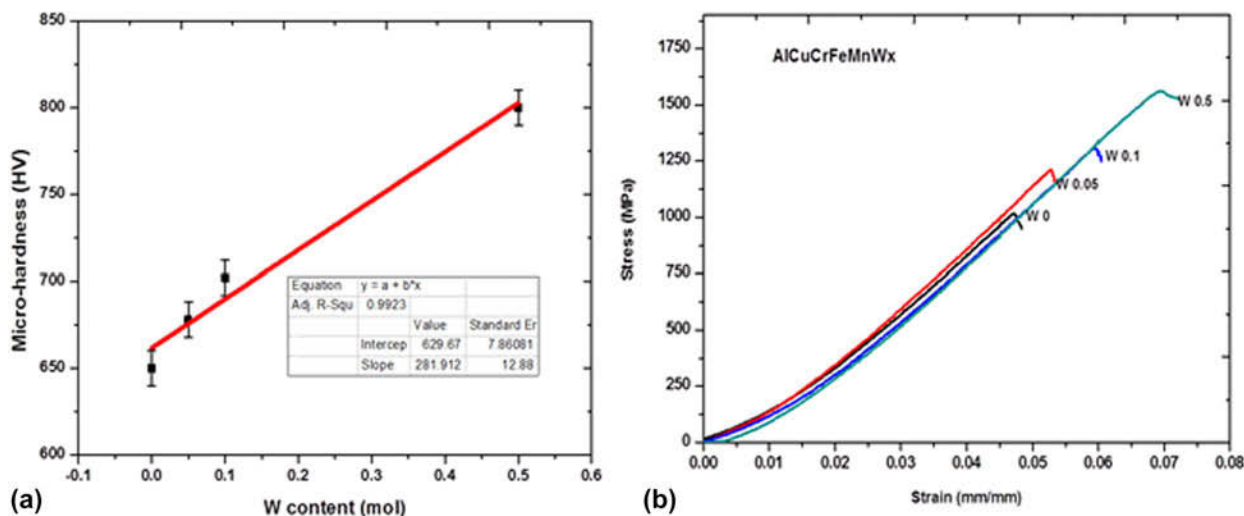 850
800
750
700
650
600
Micro-hardness (HV)
Equation y = a + b*x
Adj. R-Squ 0.9923
Value Standard Er
Intercep 629.67 7.86081
Slope 281.912 12.88
-0.1 0.0 0.1 0.2 0.3 0.4 0.5 0.6
W content (mol)
(a)
AlCuCrFeMnWx
1750
1500
1250
1000
750
500
250
0
Stress (MPa)
W 0.5
W 0.1
W 0.05
W 0
0.00 0.01 0.02 0.03 0.04 0.05 0.06 0.07 0.08
Strain (mm/mm)
(b)